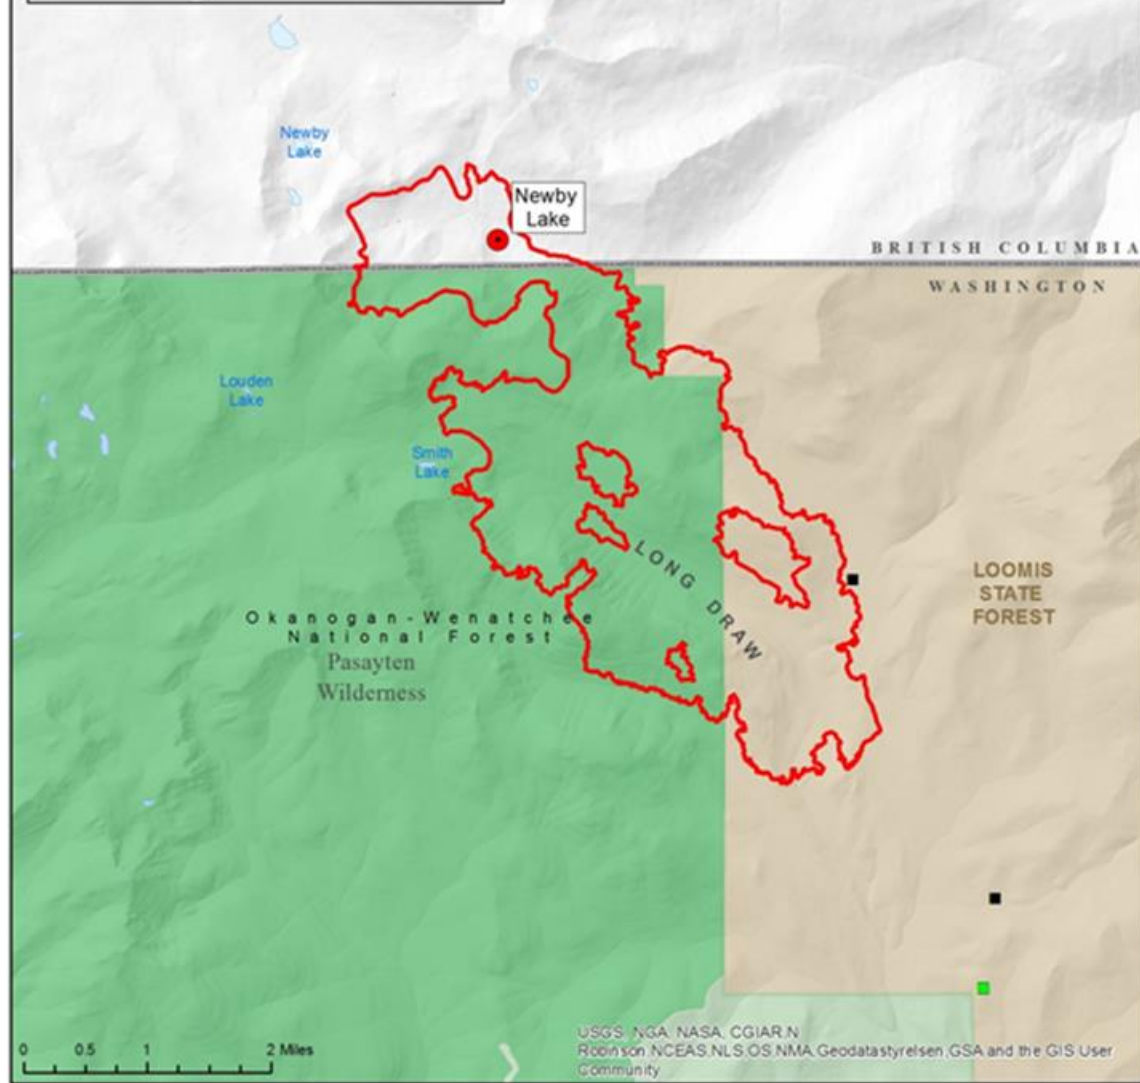 Newby
Lake
Newby
Lake
BRITISH COLUMBIA
WASHINGTON
Louden
Lake
Smith
Lake
LONG DRAW
LOOMIS
STATE
FOREST
Okanogan-Wenatchee
National Forest
Pasayten
Wilderness
USGS, NGA, NASA, CGIAR,N
Robinson,NCEAS,NLS,OS,NMA,Geodatastyrelsen,GSA and the GIS User
Community
0 0.5 1 2 Miles